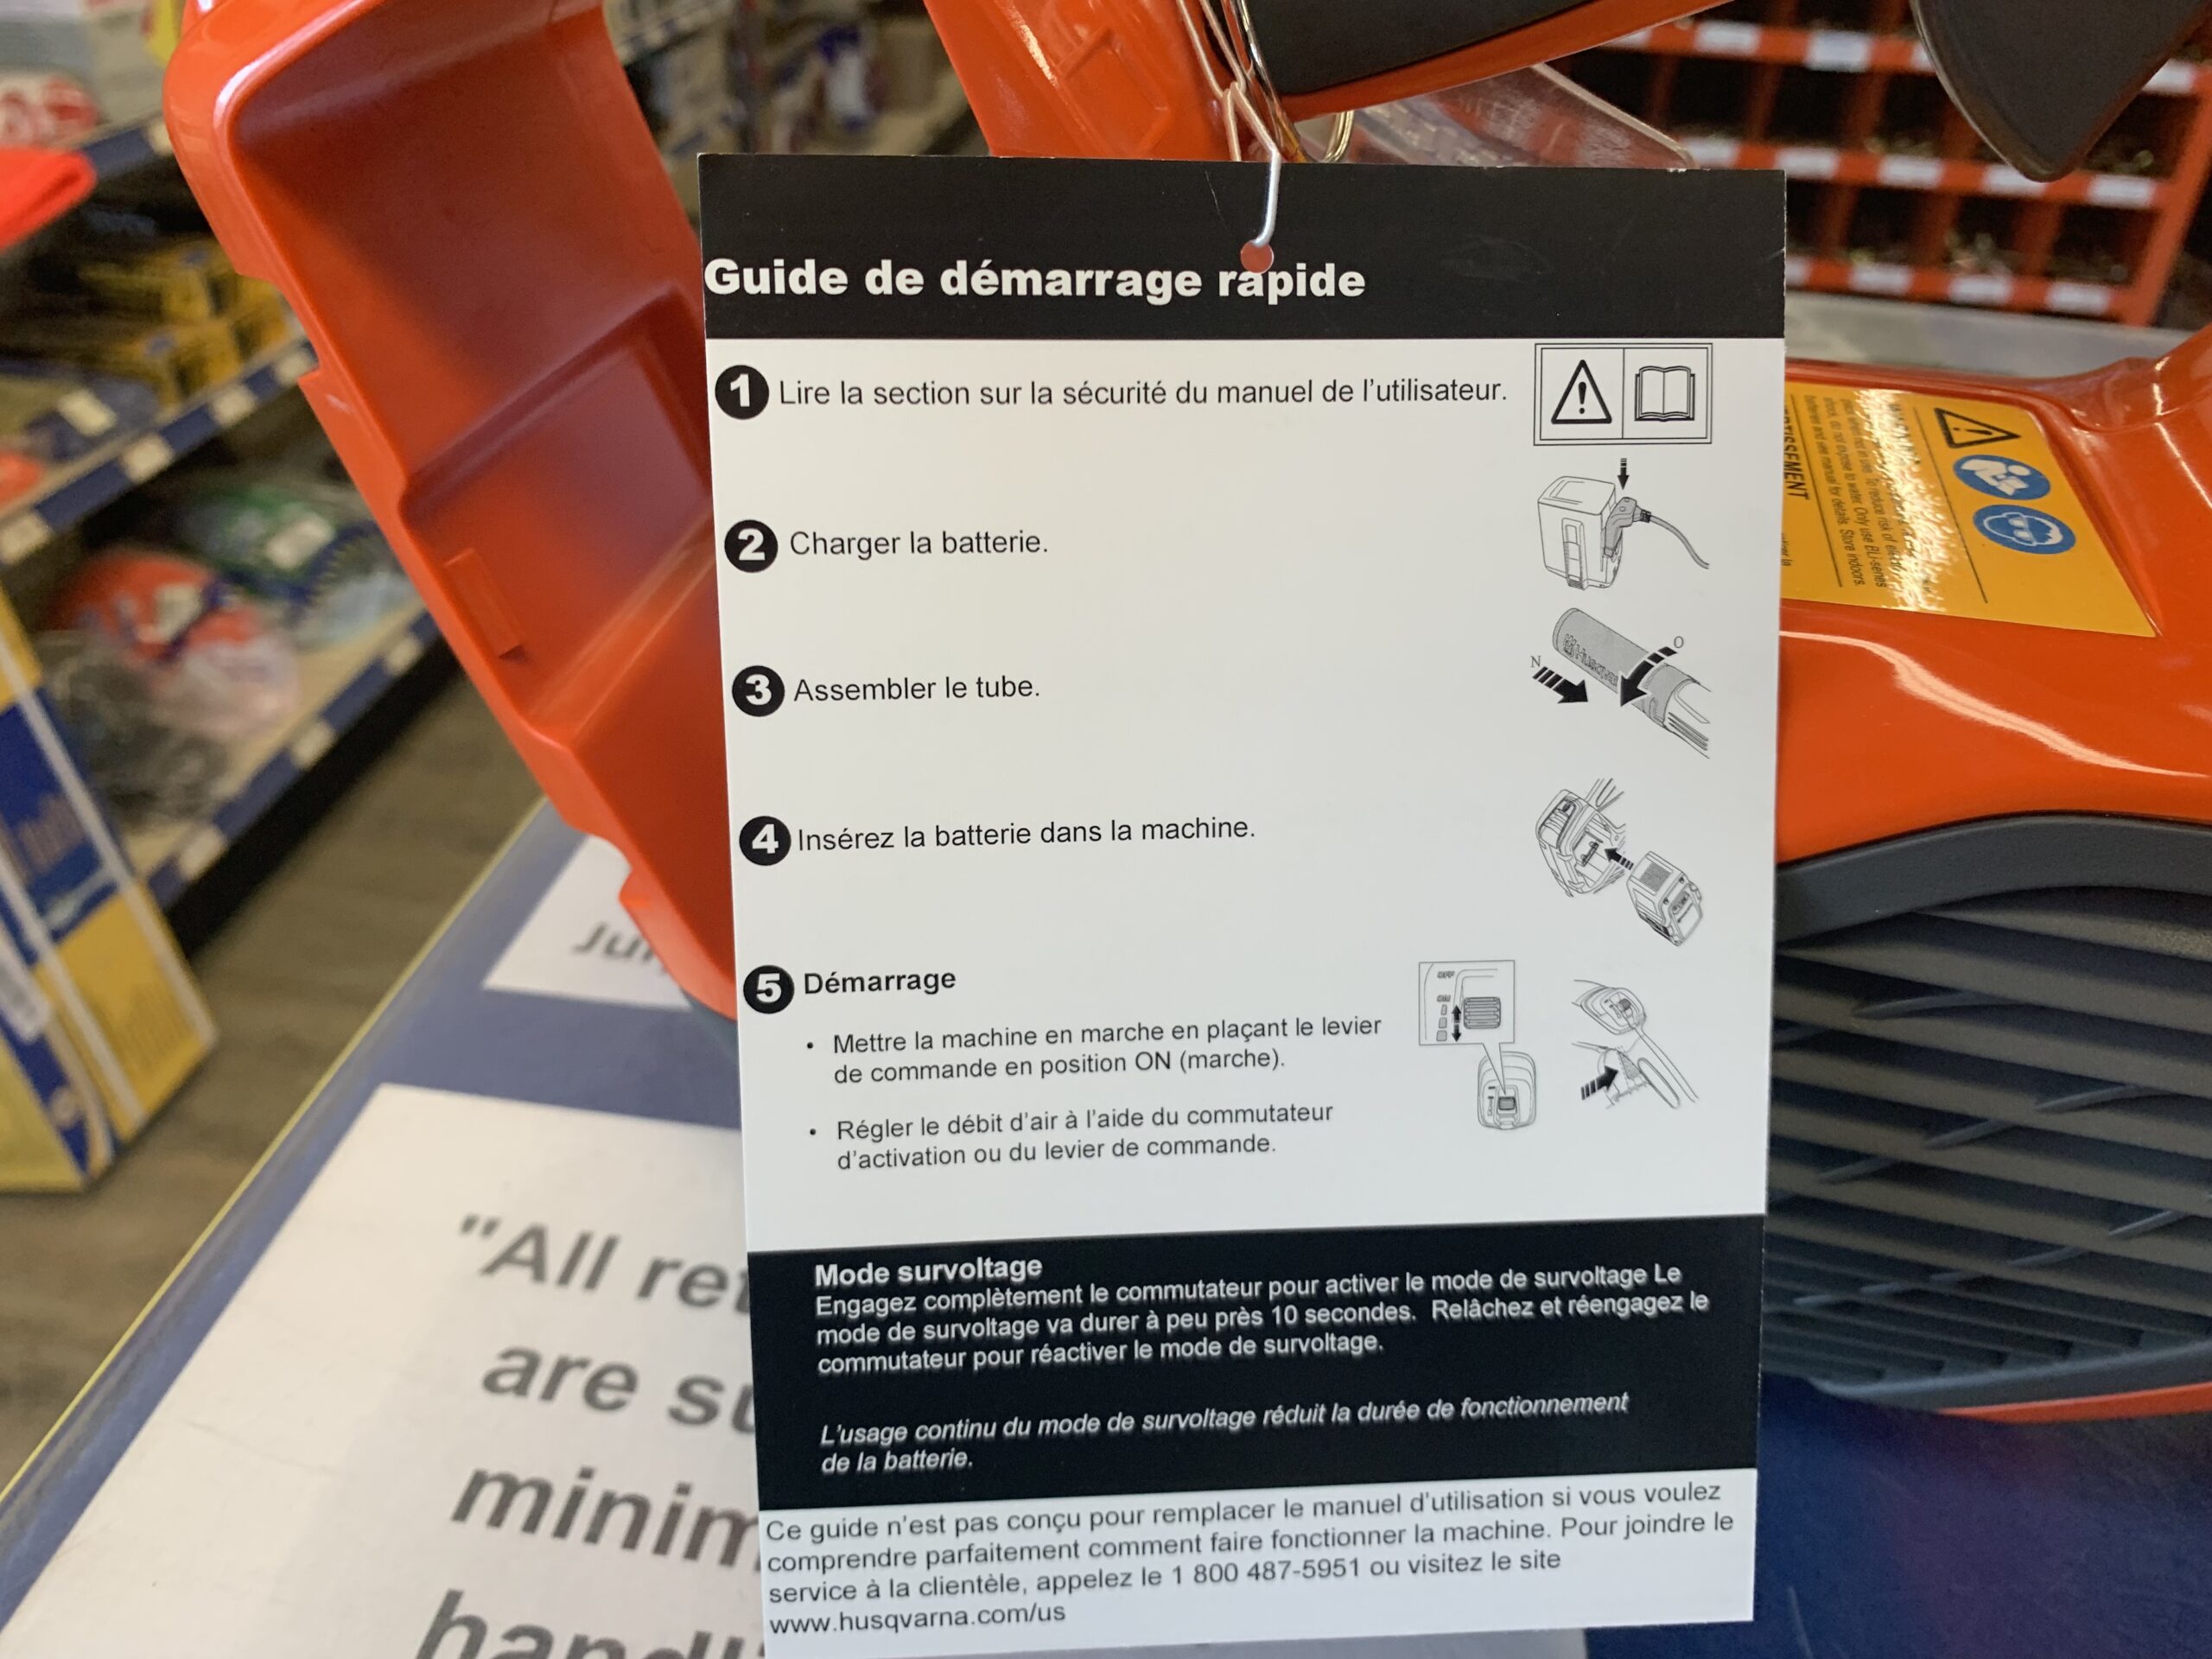 Guide de démarrage rapide
1 Lire la section sur la sécurité du manuel de l'utilisateur.
2 Charger la batterie.
3 Assembler le tube.
N
O
4 Insérez la batterie dans la machine.
5 Démarrage
• Mettre la machine en marche en plaçant le levier
de commande en position ON (marche).
• Régler le débit d'air à l'aide du commutateur
d'activation ou du levier de commande.
OFF
ON
Mode survoltage
Engagez complètement le commutateur pour activer le mode de survoltage Le
mode de survoltage va durer à peu près 10 secondes. Relâchez et réengagez le
commutateur pour réactiver le mode de survoltage.
L'usage continu du mode de survoltage réduit la durée de fonctionnement
de la batterie.
Ce guide n'est pas conçu pour remplacer le manuel d'utilisation si vous voulez
comprendre parfaitement comment faire fonctionner la machine. Pour joindre le
service à la clientèle, appelez le 1 800 487-5951 ou visitez le site
www.husqvarna.com/us
"All ret
are su
minim
handl